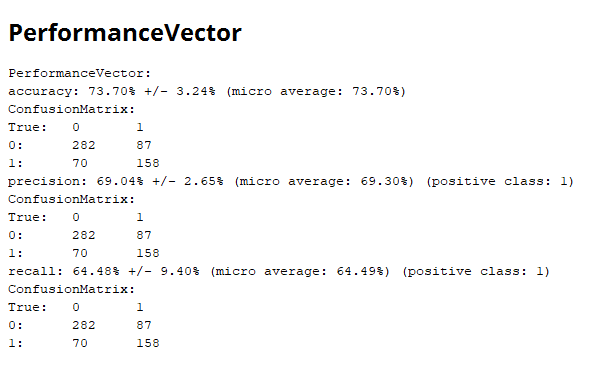 PerformanceVector
PerformanceVector:
accuracy: 73.70% +/- 3.24% (micro average: 73.70%)
ConfusionMatrix:
True:   0       1
0:      282     87
1:      70      158
precision: 69.04% +/- 2.65% (micro average: 69.30%) (positive class: 1)
ConfusionMatrix:
True:   0       1
0:      282     87
1:      70      158
recall: 64.48% +/- 9.40% (micro average: 64.49%) (positive class: 1)
ConfusionMatrix:
True:   0       1
0:      282     87
1:      70      158